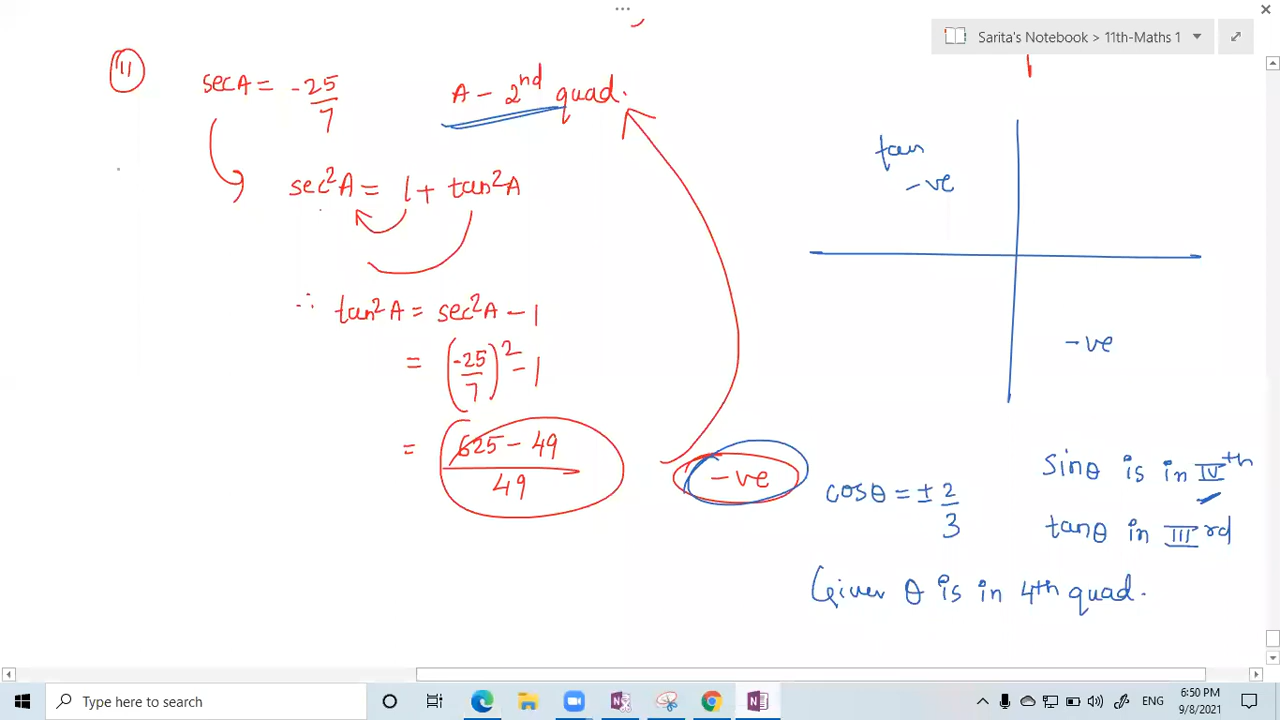 ...
Sarita's Notebook > 11th-Maths 1
11
secA = -25/7
A - 2nd quad.
sec²A = 1 + tan²A
∴ tan²A = sec²A - 1
= (-25/7)² - 1
= (625 - 49)/49
-ve
tan
-ve
-ve
cosθ = ± 2/3
sinθ is in IVth
tanθ in IIIrd
Given θ is in 4th quad.
Type here to search
ENG
6:50 PM
9/8/2021